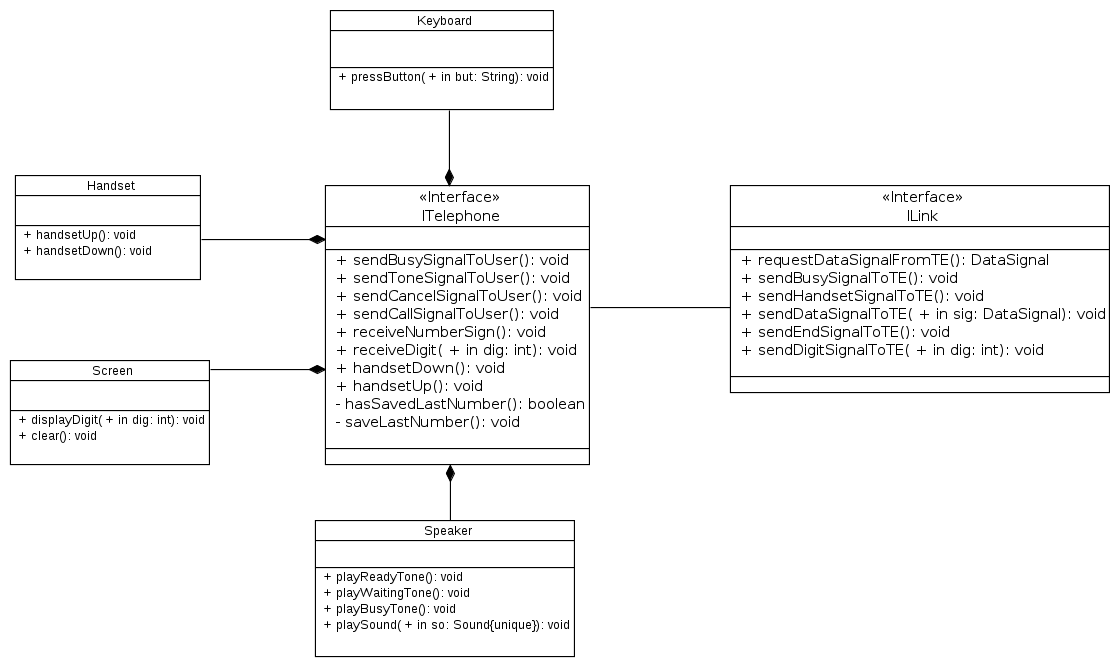 Keyboard
+ pressButton( + in but: String): void
Handset
+ handsetUp(): void
+ handsetDown(): void
«Interface»
ITelephone
+ sendBusySignalToUser(): void
+ sendToneSignalToUser(): void
+ sendCancelSignalToUser(): void
+ sendCallSignalToUser(): void
+ receiveNumberSign(): void
+ receiveDigit( + in dig: int): void
+ handsetDown(): void
+ handsetUp(): void
- hasSavedLastNumber(): boolean
- saveLastNumber(): void
«Interface»
ILink
+ requestDataSignalFromTE(): DataSignal
+ sendBusySignalToTE(): void
+ sendHandsetSignalToTE(): void
+ sendDataSignalToTE( + in sig: DataSignal): void
+ sendEndSignalToTE(): void
+ sendDigitSignalToTE( + in dig: int): void
Screen
+ displayDigit( + in dig: int): void
+ clear(): void
Speaker
+ playReadyTone(): void
+ playWaitingTone(): void
+ playBusyTone(): void
+ playSound( + in so: Sound{unique}): void